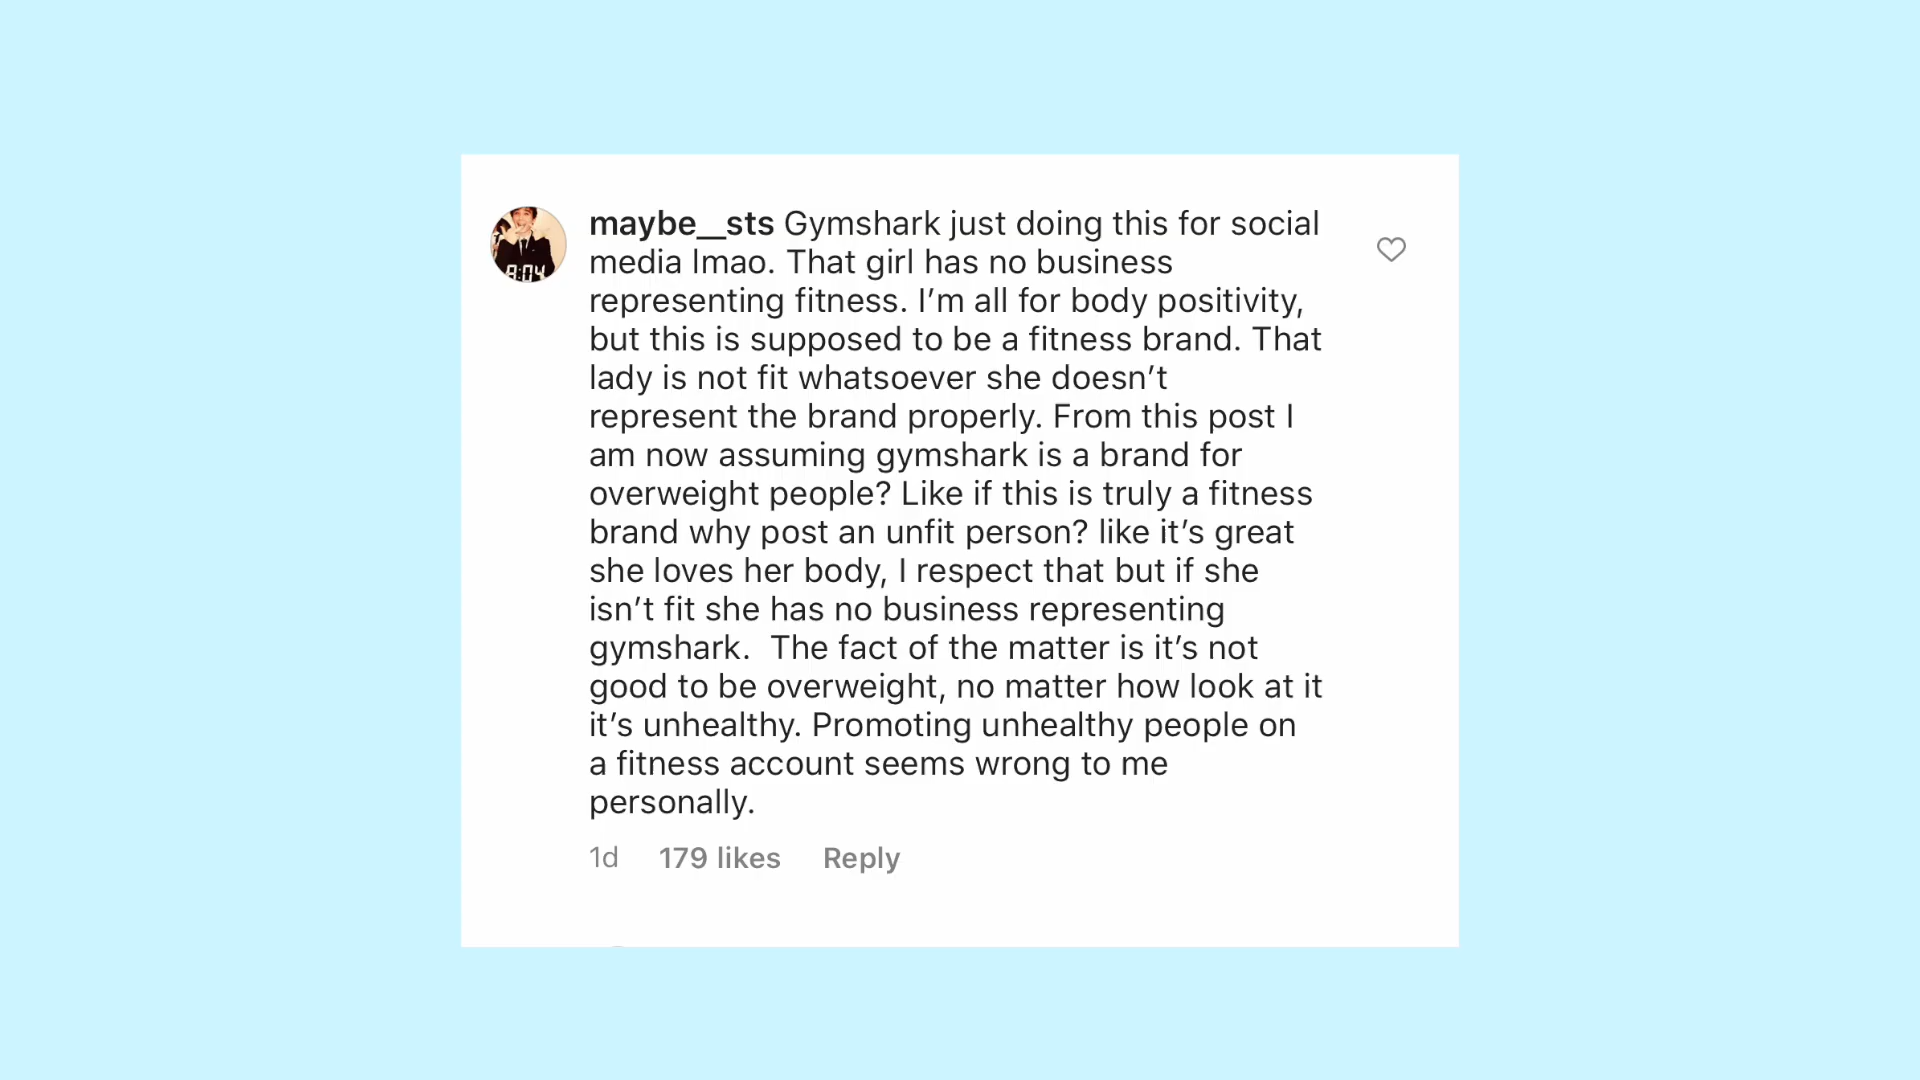 maybe__sts Gymshark just doing this for social
media lmao. That girl has no business
representing fitness. I’m all for body positivity,
but this is supposed to be a fitness brand. That
lady is not fit whatsoever she doesn’t
represent the brand properly. From this post I
am now assuming gymshark is a brand for
overweight people? Like if this is truly a fitness
brand why post an unfit person? like it’s great
she loves her body, I respect that but if she
isn’t fit she has no business representing
gymshark.  The fact of the matter is it’s not
good to be overweight, no matter how look at it
it’s unhealthy. Promoting unhealthy people on
a fitness account seems wrong to me
personally.
1d 179 likes Reply
8:04